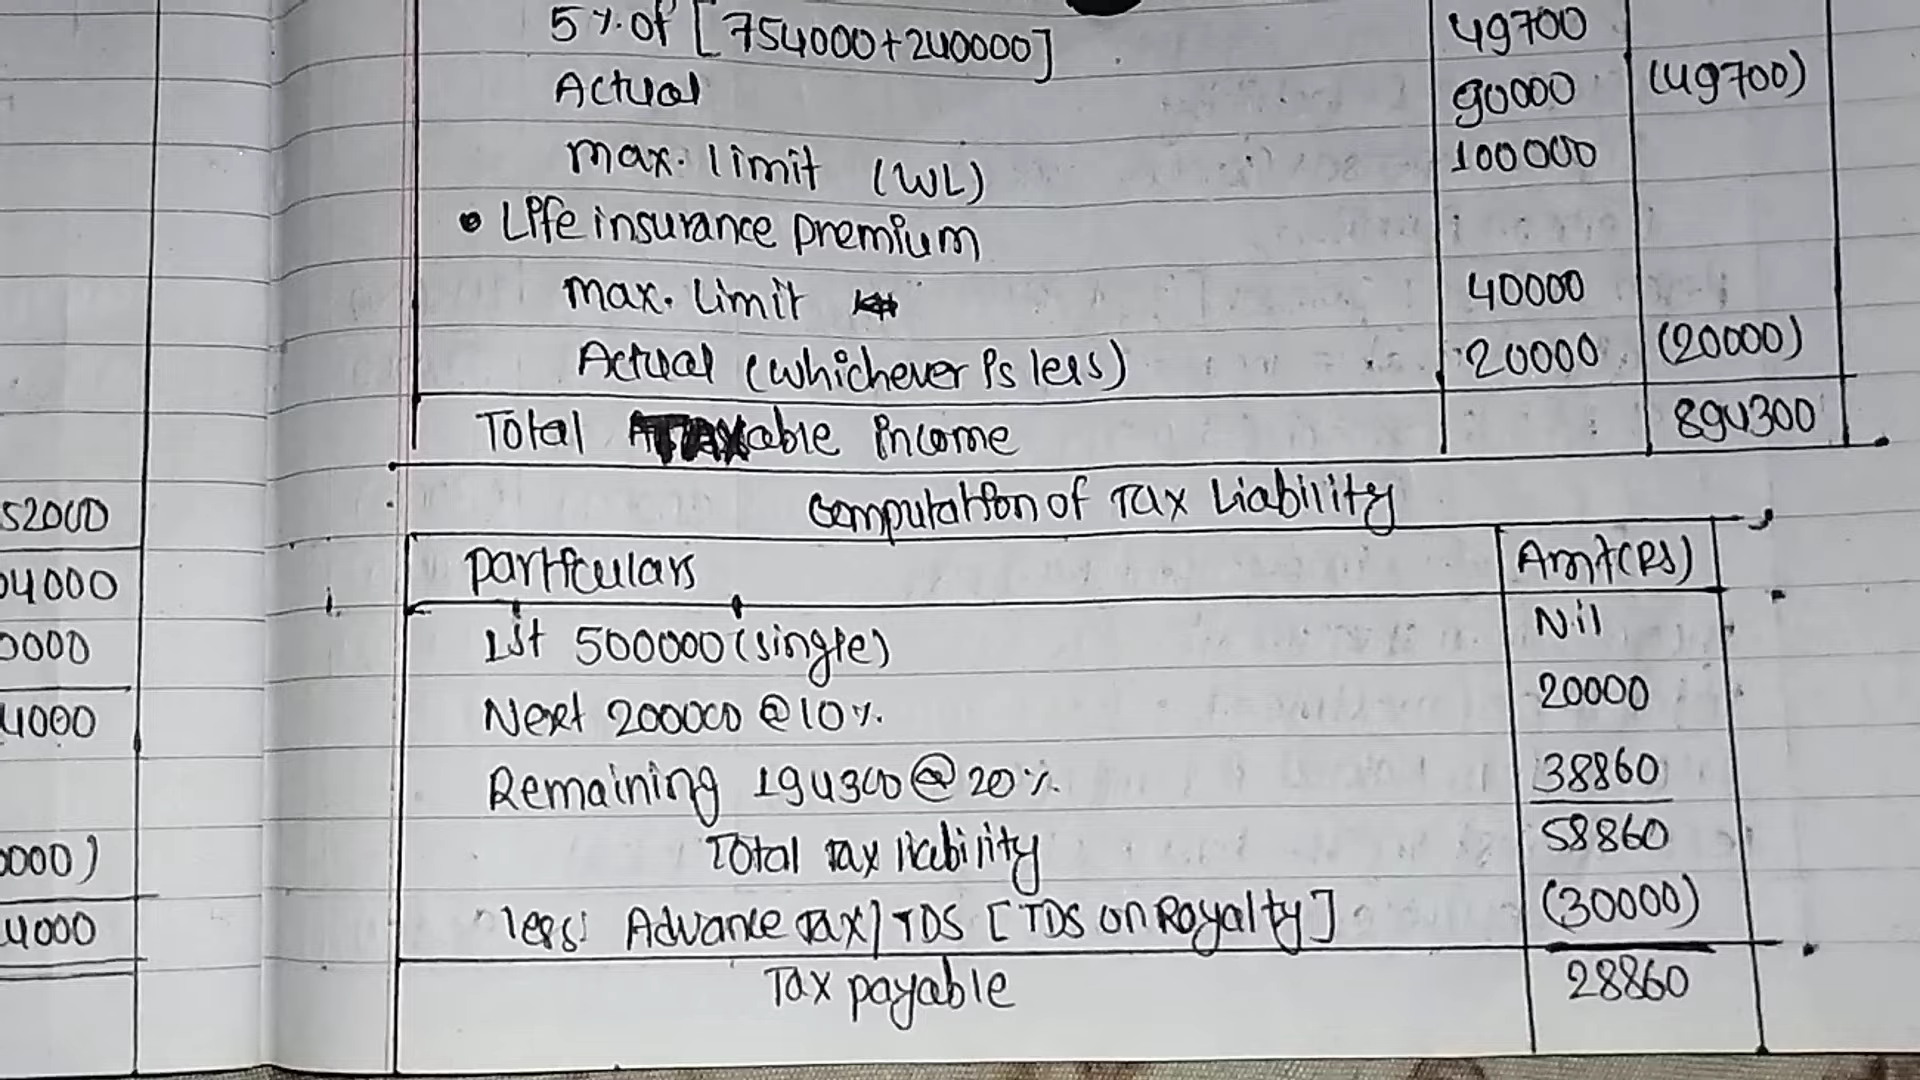 5% of [754000+240000] 49700
Actual 90000 (49700)
max. limit (WL) 100000
• Life insurance premium
max. limit 40000
Actual (whichever is less) 20000 (20000)
Total Taxable income 894300
Computation of Tax Liability
Particulars Amt(Rs)
1st 500000 (single) Nil
Next 200000 @ 10% 20000
Remaining 194300 @ 20% 38860
Total tax liability 58860
less: Advance Tax/TDS [TDS on Royalty] (30000)
Tax payable 28860
52000
04000
0000
4000
0000)
4000